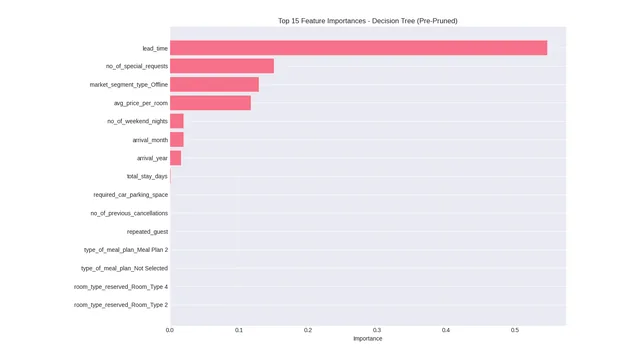 Top 15 Feature Importances - Decision Tree (Pre-Pruned)
lead_time
no_of_special_requests
market_segment_type_Offline
avg_price_per_room
no_of_weekend_nights
arrival_month
arrival_year
total_stay_days
required_car_parking_space
no_of_previous_cancellations
repeated_guest
type_of_meal_plan_Meal Plan 2
type_of_meal_plan_Not Selected
room_type_reserved_Room_Type 4
room_type_reserved_Room_Type 2
0.0 0.1 0.2 0.3 0.4 0.5
Importance